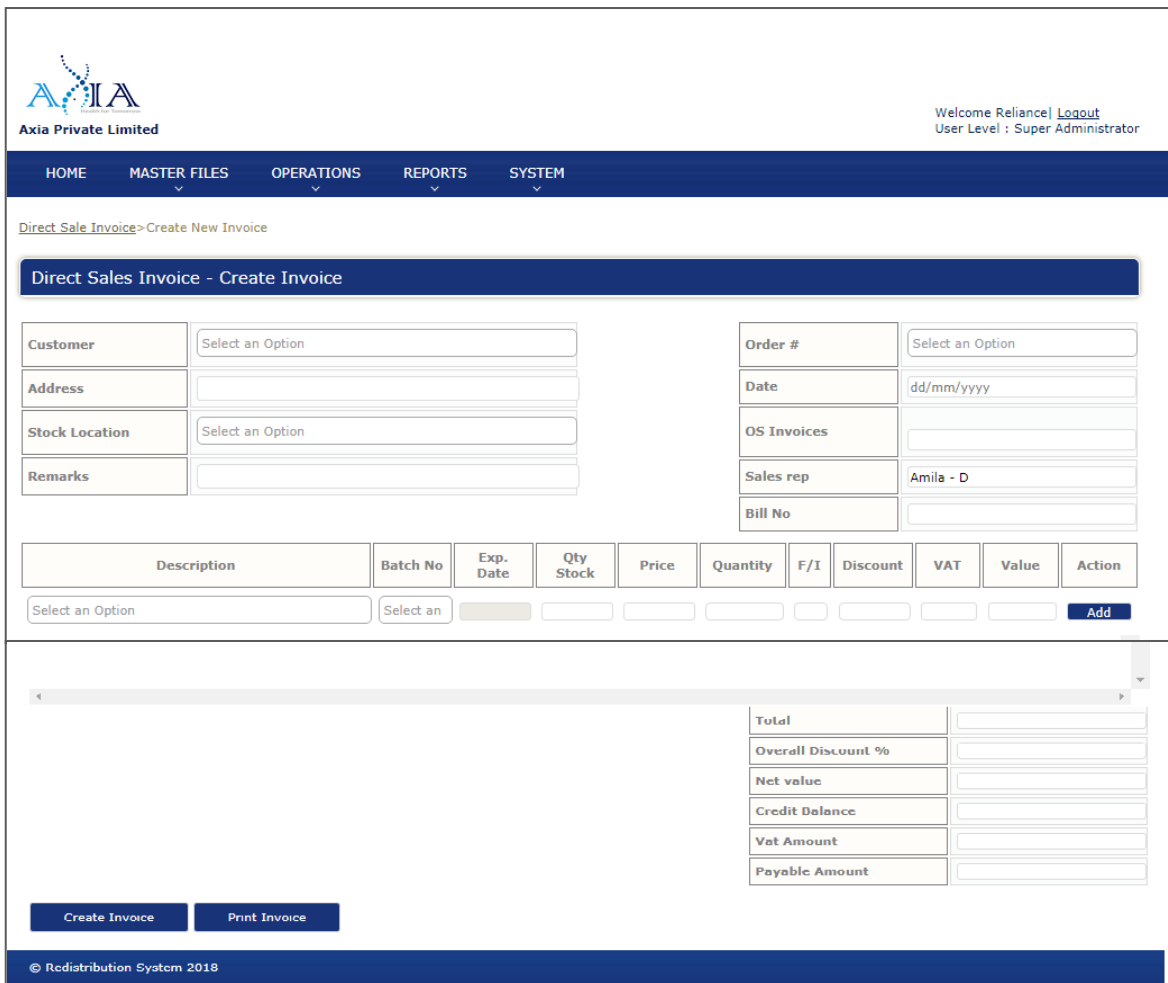 AXIA
Health for Tomorrow
Axia Private Limited
Welcome Reliance| Logout
User Level : Super Administrator
HOME MASTER FILES OPERATIONS REPORTS SYSTEM
Direct Sale Invoice>Create New Invoice
Direct Sales Invoice - Create Invoice
Customer Select an Option Order # Select an Option
Address Date dd/mm/yyyy
Stock Location Select an Option OS Invoices
Remarks Sales rep Amila - D
Bill No
Description Batch No Exp. Date Qty Stock Price Quantity F/I Discount VAT Value Action
Select an Option Select an Add
Total
Overall Discount %
Net value
Credit Balance
Vat Amount
Payable Amount
Create Invoice Print Invoice
© Redistribution System 2018